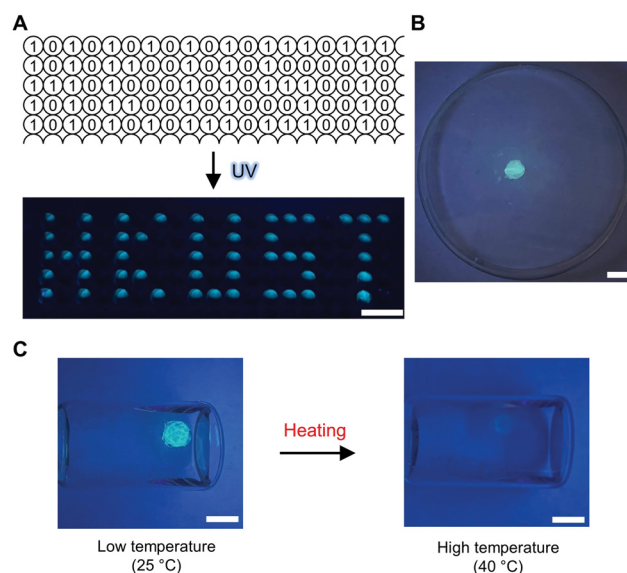 A
1 0 1 0 1 0 1 0 1 0 1 0 1 1 1 0 1 1 1
1 0 1 0 1 1 0 0 1 0 1 0 1 0 0 0 0 1 0
1 1 1 0 1 0 0 0 1 0 1 0 1 1 1 0 0 1 0
1 0 1 0 1 1 0 0 1 0 1 0 0 0 1 0 0 1 0
1 0 1 0 1 0 1 0 1 1 1 0 1 1 1 0 0 1 0
UV
HKUST
B
C
Heating
Low temperature
(25 °C)
High temperature
(40 °C)